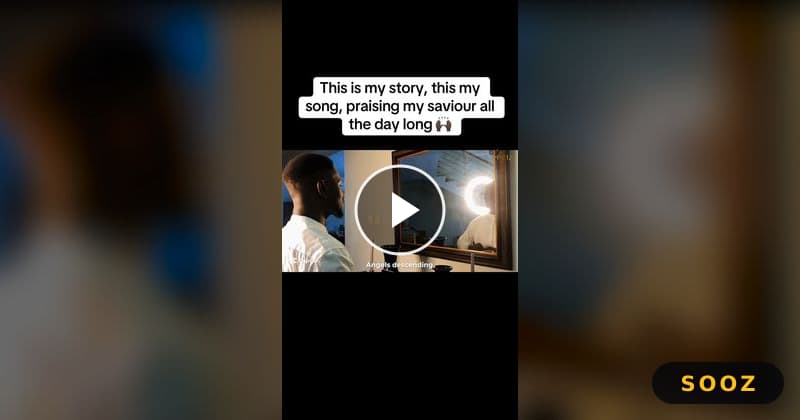 This is my story, this my
song, praising my saviour all
the day long 🙌🏿
Angels descending,
SOOZ